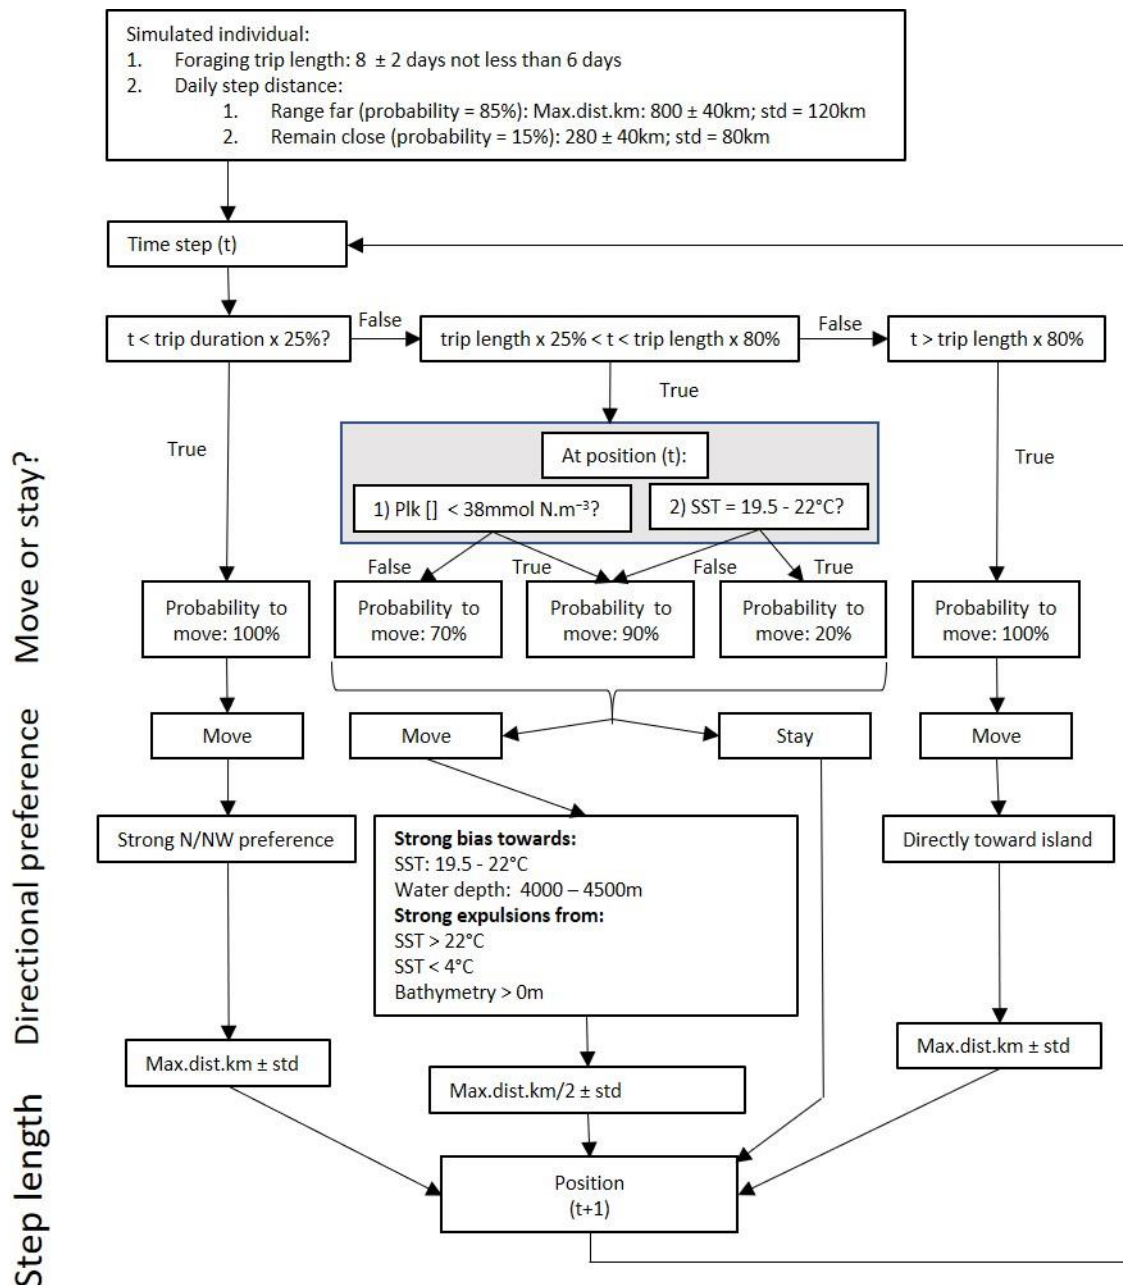 Simulated individual:
1. Foraging trip length: 8 ± 2 days not less than 6 days
2. Daily step distance:
1. Range far (probability = 85%): Max.dist.km: 800 ± 40km; std = 120km
2. Remain close (probability = 15%): 280 ± 40km; std = 80km
Time step (t)
t < trip duration x 25%?
False
trip length x 25% < t < trip length x 80%
False
t > trip length x 80%
True
True
True
At position (t):
1) Plk [] < 38mmol N.m⁻³?
2) SST = 19.5 - 22°C?
False
True
False
True
Probability to
move: 100%
Probability to
move: 70%
Probability to
move: 90%
Probability to
move: 20%
Probability to
move: 100%
Move
Move
Stay
Move
Strong N/NW preference
Strong bias towards:
SST: 19.5 - 22°C
Water depth: 4000 – 4500m
Strong expulsions from:
SST > 22°C
SST < 4°C
Bathymetry > 0m
Directly toward island
Max.dist.km ± std
Max.dist.km/2 ± std
Max.dist.km ± std
Position
(t+1)
Move or stay?
Directional preference
Step length